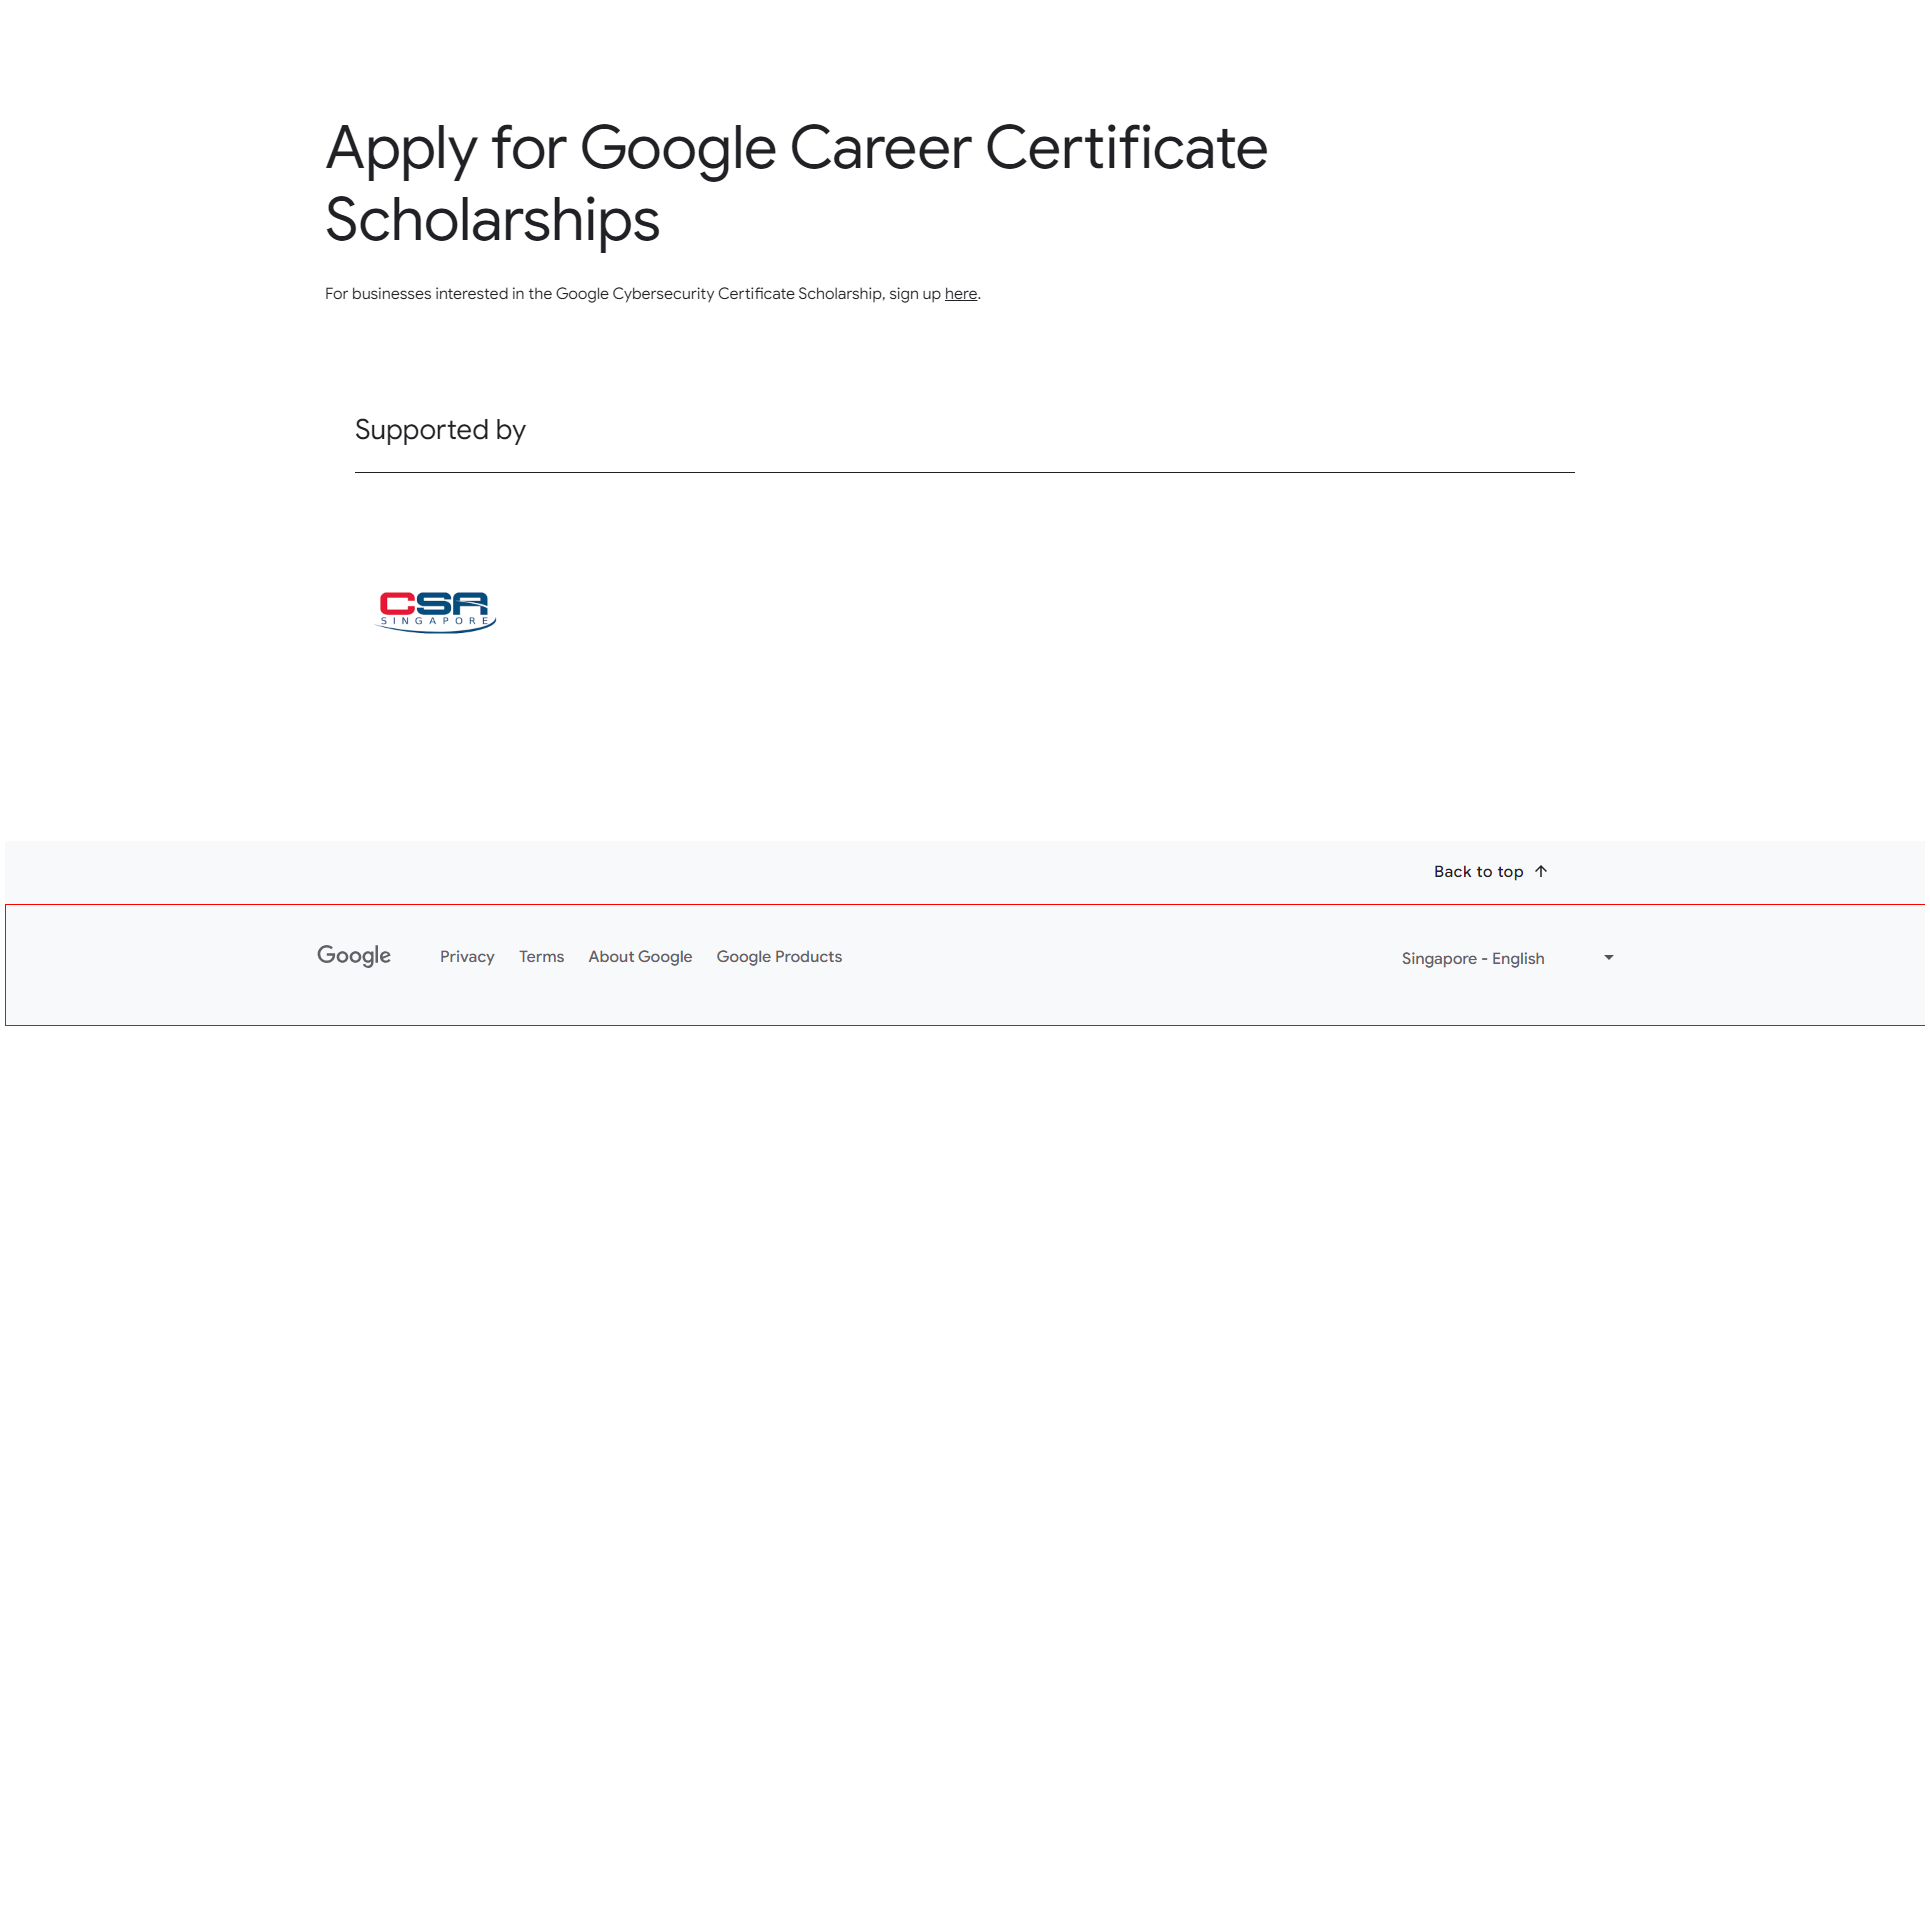 Apply for Google Career Certificate
Scholarships
For businesses interested in the Google Cybersecurity Certificate Scholarship, sign up here.
Supported by
CSA
SINGAPORE
Back to top
Google Privacy Terms About Google Google Products Singapore - English